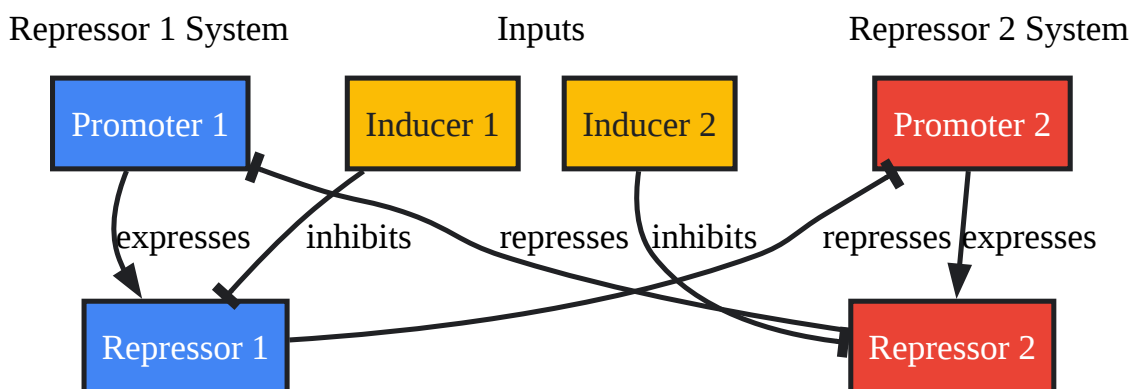 Repressor 1 System
Inputs
Repressor 2 System
Promoter 1
Inducer 1
Inducer 2
Promoter 2
expresses
inhibits
represses
inhibits
represses
expresses
Repressor 1
Repressor 2